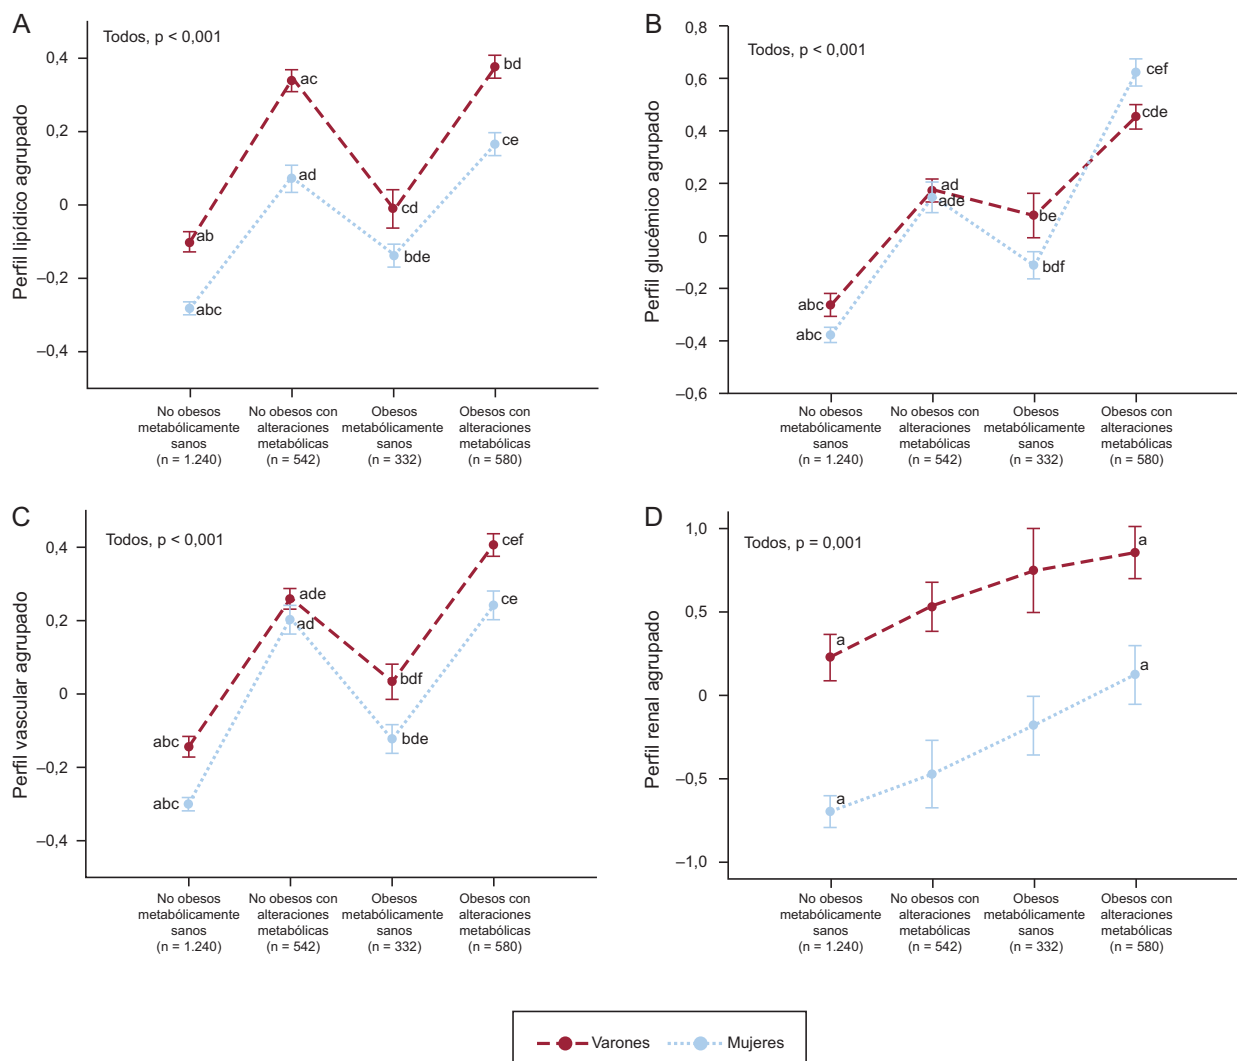 A
Todos, p < 0,001
Perfil lipídico agrupado
0,4
0,2
0
–0,2
–0,4
ab
ac
cd
bd
abc
ad
bde
ce
No obesos
metabólicamente
sanos
(n = 1.240)
No obesos con
alteraciones
metabólicas
(n = 542)
Obesos
metabólicamente
sanos
(n = 332)
Obesos con
alteraciones
metabólicas
(n = 580)
B
Todos, p < 0,001
Perfil glucémico agrupado
0,8
0,6
0,4
0,2
0
–0,2
–0,4
–0,6
abc
ad
be
cde
abc
ade
bdf
cef
No obesos
metabólicamente
sanos
(n = 1.240)
No obesos con
alteraciones
metabólicas
(n = 542)
Obesos
metabólicamente
sanos
(n = 332)
Obesos con
alteraciones
metabólicas
(n = 580)
C
Todos, p < 0,001
Perfil vascular agrupado
0,4
0,2
0
–0,2
–0,4
abc
ade
bdf
cef
abc
ad
bde
ce
No obesos
metabólicamente
sanos
(n = 1.240)
No obesos con
alteraciones
metabólicas
(n = 542)
Obesos
metabólicamente
sanos
(n = 332)
Obesos con
alteraciones
metabólicas
(n = 580)
D
Todos, p = 0,001
Perfil renal agrupado
1,0
0,5
0
–0,5
–1,0
a
a
a
a
No obesos
metabólicamente
sanos
(n = 1.240)
No obesos con
alteraciones
metabólicas
(n = 542)
Obesos
metabólicamente
sanos
(n = 332)
Obesos con
alteraciones
metabólicas
(n = 580)
Varones
Mujeres